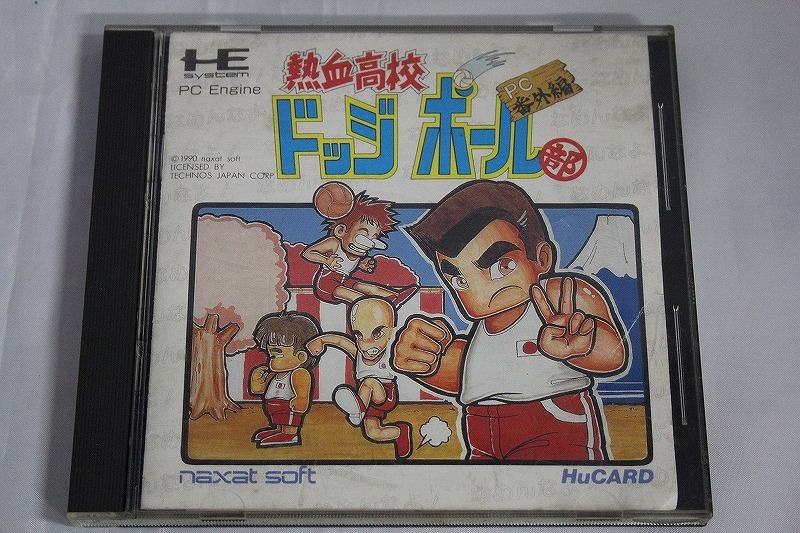 HE
system
PC Engine
熱血高校
ドッジボール部
PC
番外編
©1990 naxat soft
LICENSED BY
TECHNOS JAPAN CORP.
naxat soft
HuCARD